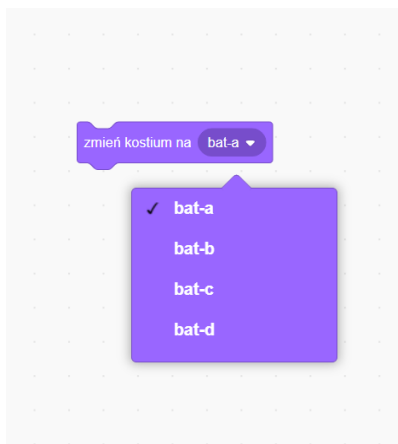 zmień kostium na bat-a
bat-a
bat-b
bat-c
bat-d